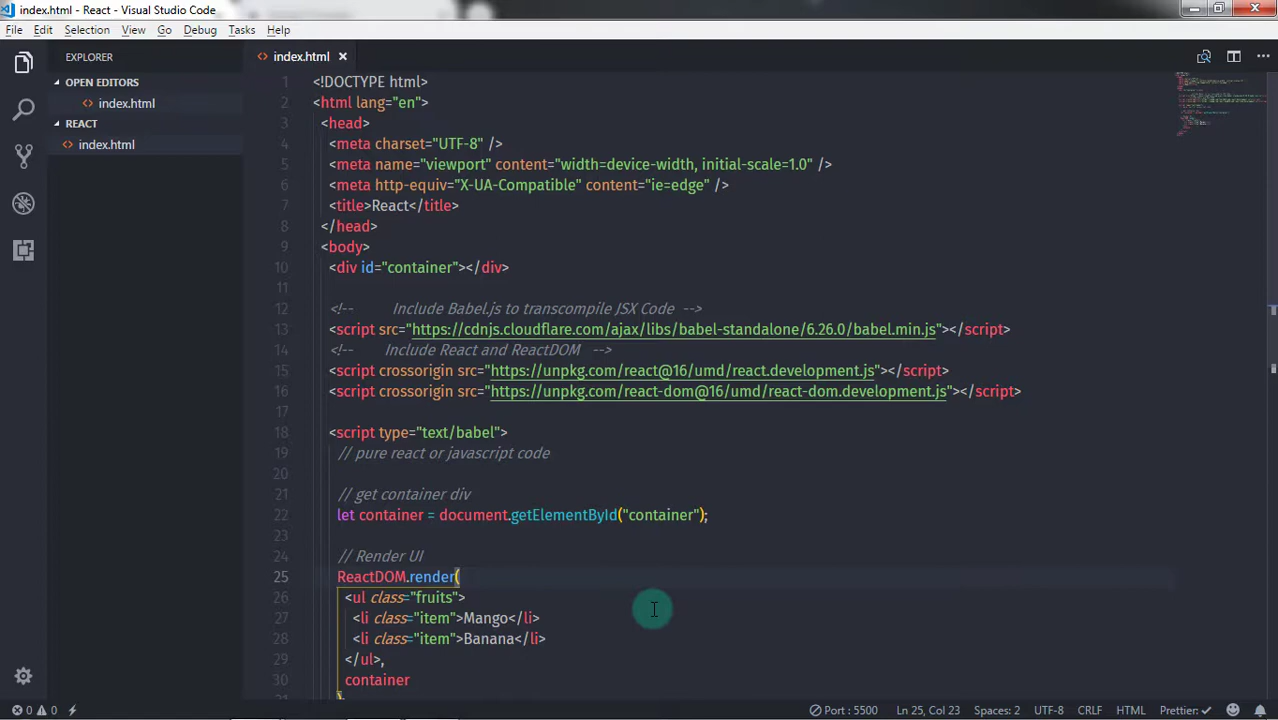 index.html - React - Visual Studio Code
File Edit Selection View Go Debug Tasks Help
EXPLORER
OPEN EDITORS
index.html
REACT
index.html
index.html
1 <!DOCTYPE html>
2 <html lang="en">
3 <head>
4 <meta charset="UTF-8" />
5 <meta name="viewport" content="width=device-width, initial-scale=1.0" />
6 <meta http-equiv="X-UA-Compatible" content="ie=edge" />
7 <title>React</title>
8 </head>
9 <body>
10 <div id="container"></div>
11
12 <!-- Include Babel.js to transcompile JSX Code -->
13 <script src="https://cdnjs.cloudflare.com/ajax/libs/babel-standalone/6.26.0/babel.min.js"></script>
14 <!-- Include React and ReactDOM -->
15 <script crossorigin src="https://unpkg.com/react@16/umd/react.development.js"></script>
16 <script crossorigin src="https://unpkg.com/react-dom@16/umd/react-dom.development.js"></script>
17
18 <script type="text/babel">
19 // pure react or javascript code
20
21 // get container div
22 let container = document.getElementById("container");
23
24 // Render UI
25 ReactDOM.render(
26 <ul class="fruits">
27 <li class="item">Mango</li>
28 <li class="item">Banana</li>
29 </ul>,
30 container
0 0 Port : 5500 Ln 25, Col 23 Spaces: 2 UTF-8 CRLF HTML Prettier: ✓